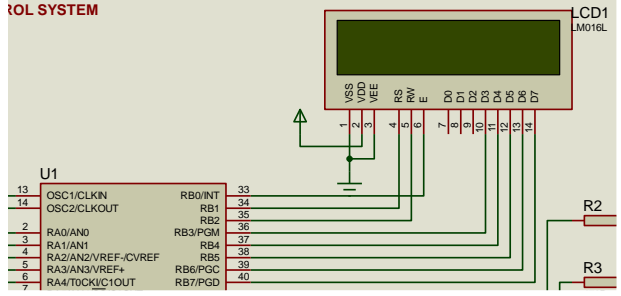 ROL SYSTEM
LCD1
LM016L
VSS
VDD
VEE
RS
RW
E
D0
D1
D2
D3
D4
D5
D6
D7
1
2
3
4
5
6
7
8
9
10
11
12
13
14
U1
13 OSC1/CLKIN RB0/INT 33
14 OSC2/CLKOUT RB1 34
RB2 35
2 RA0/AN0 RB3/PGM 36
3 RA1/AN1 RB4 37
4 RA2/AN2/VREF-/CVREF RB5 38
5 RA3/AN3/VREF+ RB6/PGC 39
6 RA4/T0CKI/C1OUT RB7/PGD 40
7
R2
R3